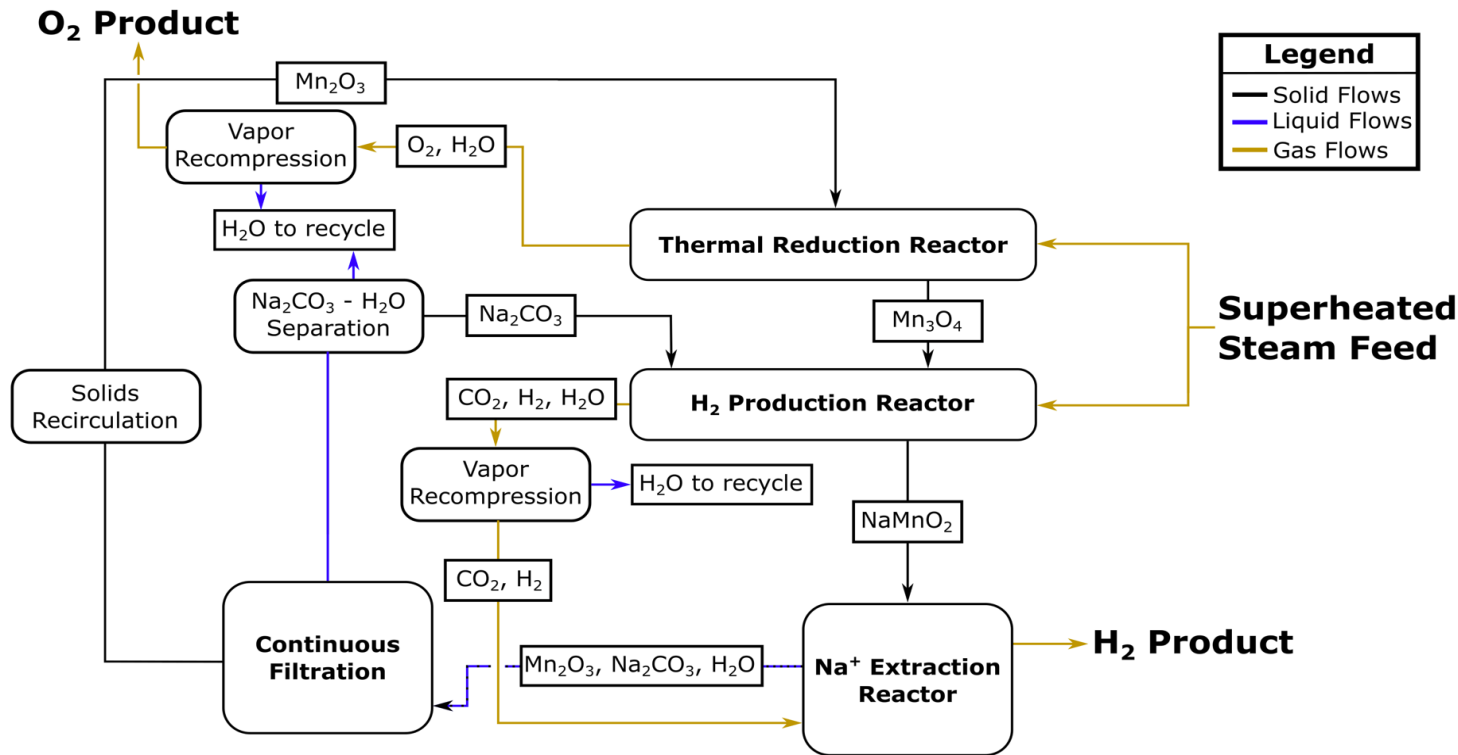 O₂ Product
Mn₂O₃
Legend
Solid Flows
Liquid Flows
Gas Flows
Vapor
Recompression
O₂, H₂O
H₂O to recycle
Thermal Reduction Reactor
Na₂CO₃ - H₂O
Separation
Na₂CO₃
Mn₃O₄
Superheated
Steam Feed
Solids
Recirculation
CO₂, H₂, H₂O
H₂ Production Reactor
Vapor
Recompression
H₂O to recycle
NaMnO₂
CO₂, H₂
Continuous
Filtration
Mn₂O₃, Na₂CO₃, H₂O
Na⁺ Extraction
Reactor
H₂ Product